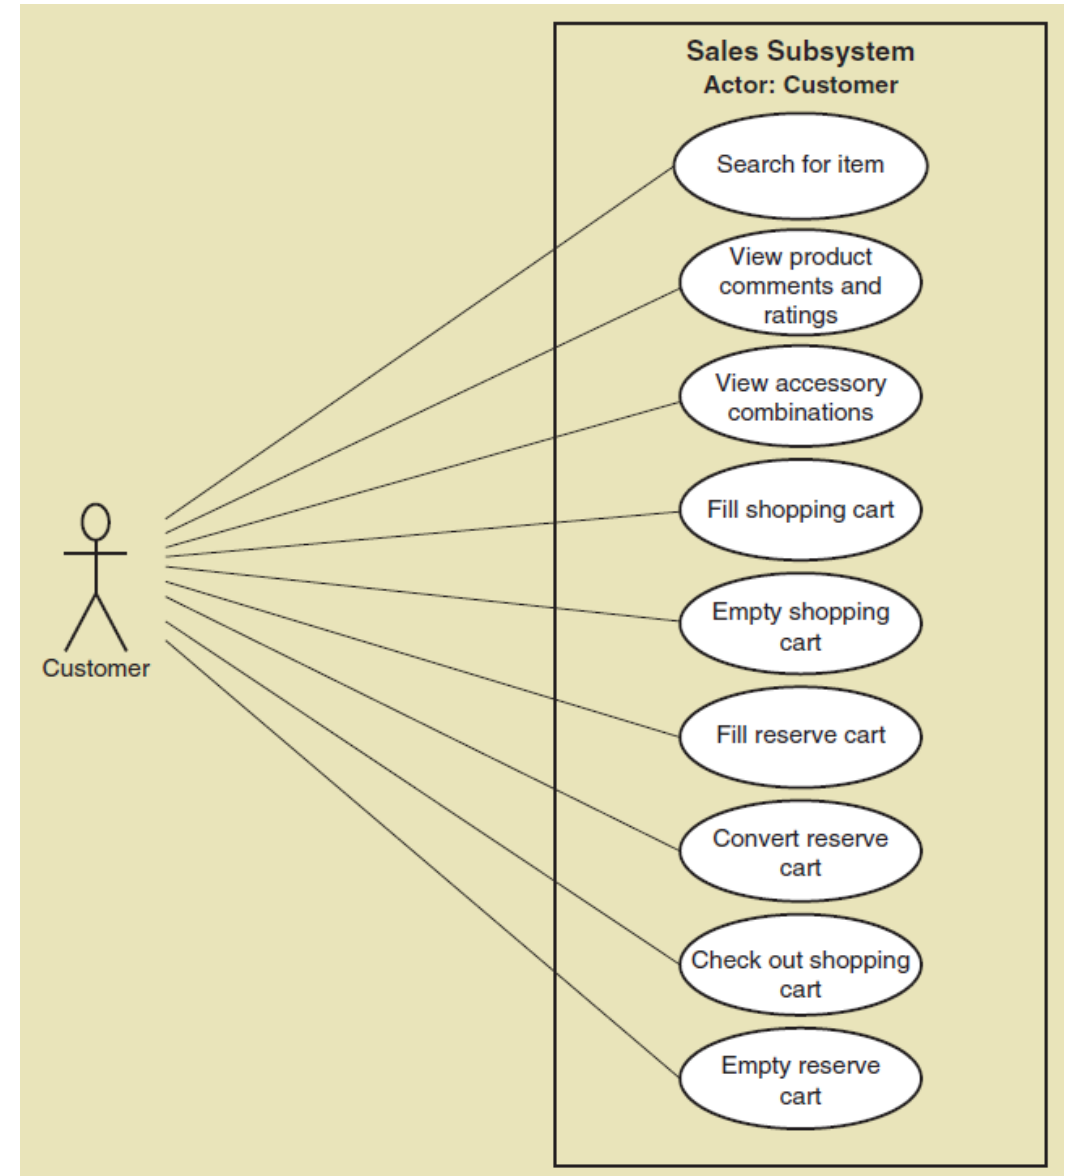 Sales Subsystem
Actor: Customer
Search for item
View product
comments and
ratings
View accessory
combinations
Fill shopping cart
Empty shopping
cart
Fill reserve cart
Convert reserve
cart
Check out shopping
cart
Empty reserve
cart
Customer